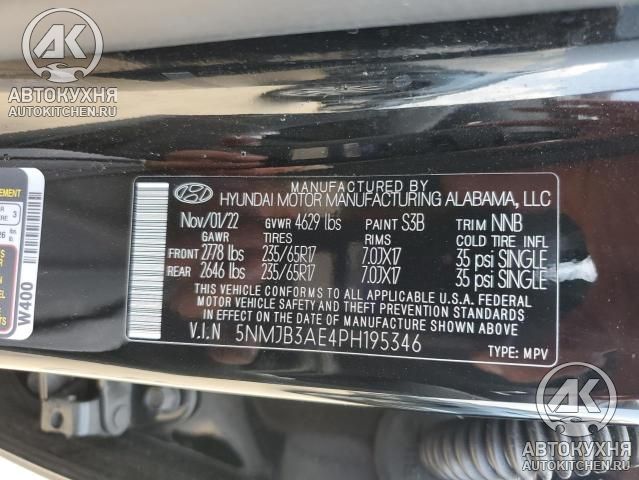 AK
АВТОКУХНЯ
AUTOKITCHEN.RU
EMENT
3
W400
MANUFACTURED BY
HYUNDAI MOTOR MANUFACTURING ALABAMA, LLC
Nov/01/22 GVWR 4629 lbs PAINT S3B TRIM NNB
GAWR TIRES RIMS COLD TIRE INFL
FRONT 2778 lbs 235/65R17 7.0JX17 35 psi SINGLE
REAR 2646 lbs 235/65R17 7.0JX17 35 psi SINGLE
THIS VEHICLE CONFORMS TO ALL APPLICABLE U.S.A. FEDERAL
MOTOR VEHICLE SAFETY AND THEFT PREVENTION STANDARDS
IN EFFECT ON THE DATE OF MANUFACTURE SHOWN ABOVE.
V.I.N 5NMJB3AE4PH195346
TYPE: MPV
AK
АВТОКУХНЯ
AUTOKITCHEN.RU